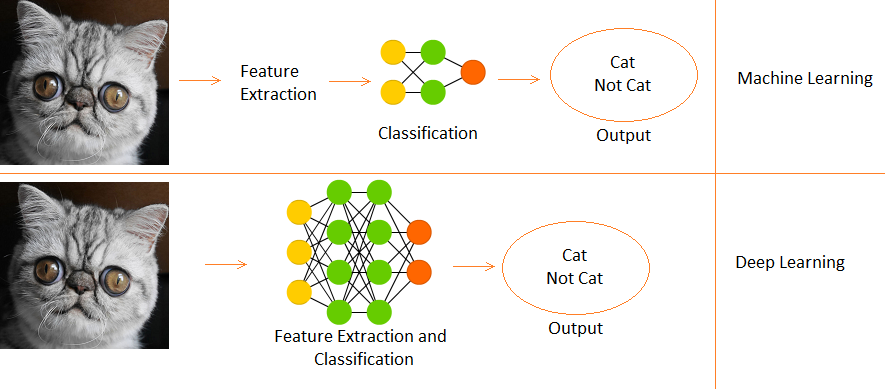 Feature
Extraction
Classification
Cat
Not Cat
Output
Machine Learning
Feature Extraction and
Classification
Cat
Not Cat
Output
Deep Learning